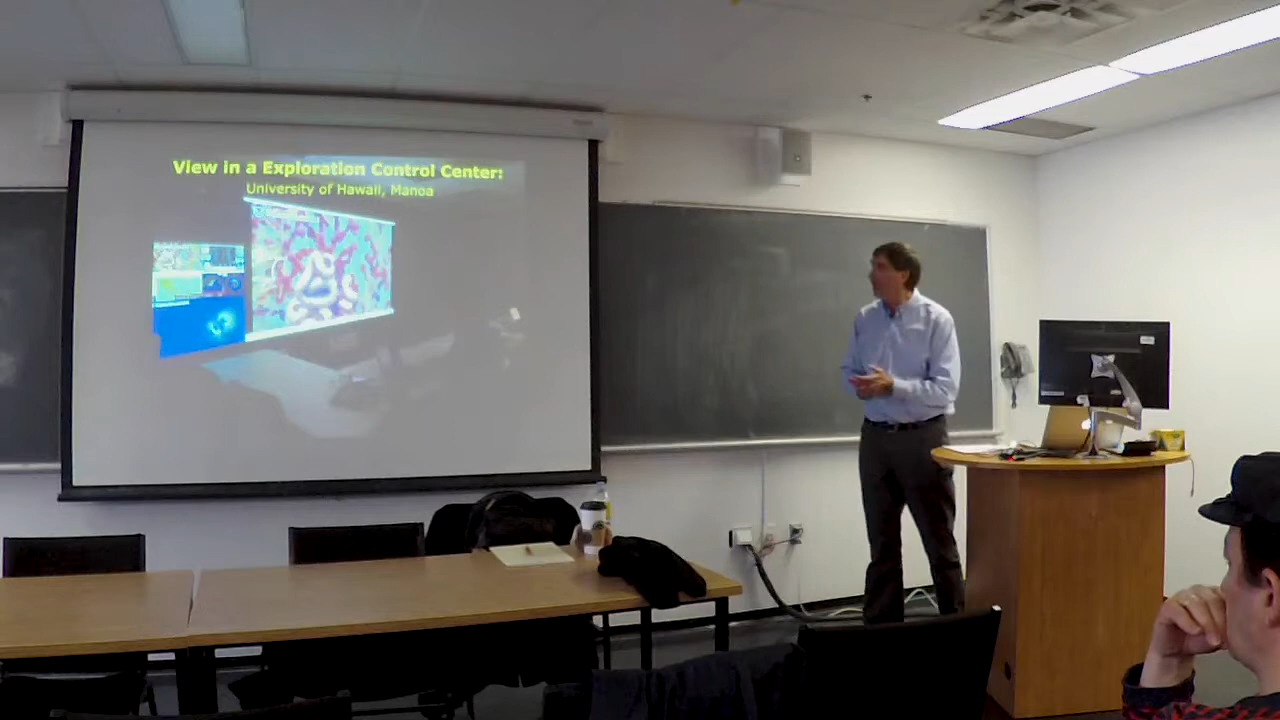 View in a Exploration Control Center:
University of Hawaii, Manoa